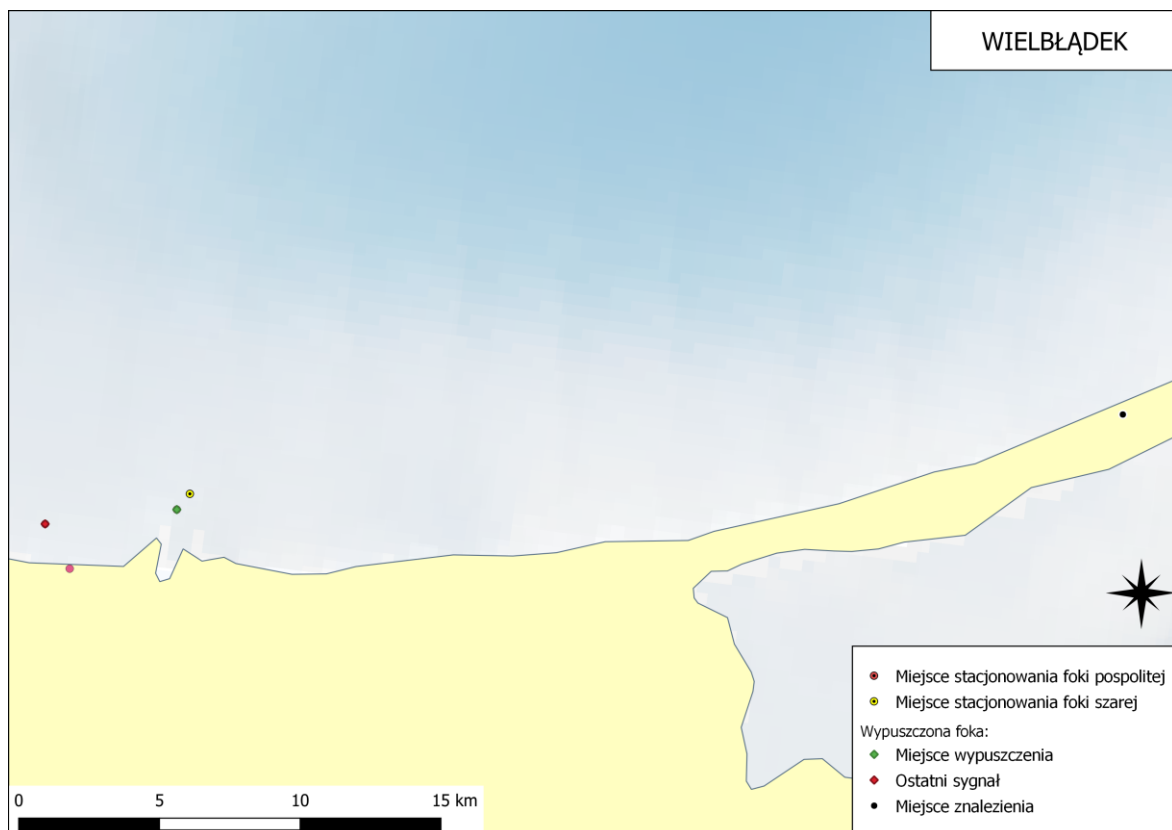 WIELBŁĄDEK
Miejsce stacjonowania foki pospolitej
Miejsce stacjonowania foki szarej
Wypuszczona foka:
Miejsce wypuszczenia
Ostatni sygnał
Miejsce znalezienia
0 5 10 15 km